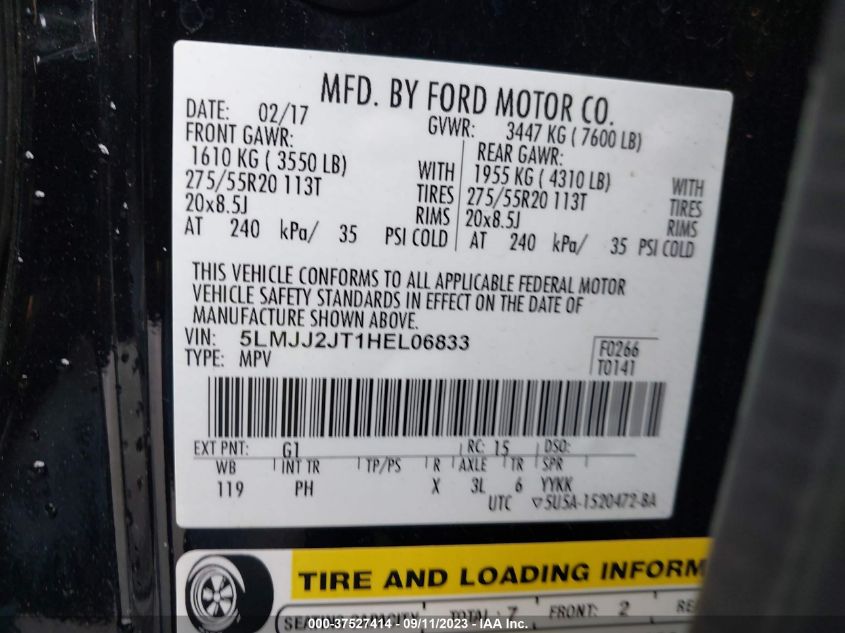 MFD. BY FORD MOTOR CO.
DATE: 02/17 GVWR: 3447 KG ( 7600 LB)
FRONT GAWR: REAR GAWR:
1610 KG ( 3550 LB) WITH 1955 KG ( 4310 LB) WITH
275/55R20 113T TIRES 275/55R20 113T TIRES
20x8.5J RIMS 20x8.5J RIMS
AT 240 kPa/ 35 PSI COLD AT 240 kPa/ 35 PSI COLD
THIS VEHICLE CONFORMS TO ALL APPLICABLE FEDERAL MOTOR
VEHICLE SAFETY STANDARDS IN EFFECT ON THE DATE OF
MANUFACTURE SHOWN ABOVE.
VIN: 5LMJJ2JT1HEL06833
TYPE: MPV
F0266
T0141
EXT PNT: G1 RC: 15 DSO:
WB INT TR TP/PS R AXLE TR SPR
119 PH X 3L 6 YYKK
UTC ▽5U5A-1520472-BA
TIRE AND LOADING INFORM
SEATING CAPACITY TOTAL: 7 FRONT: 2 RE
000-37527414 - 09/11/2023 - IAA Inc.